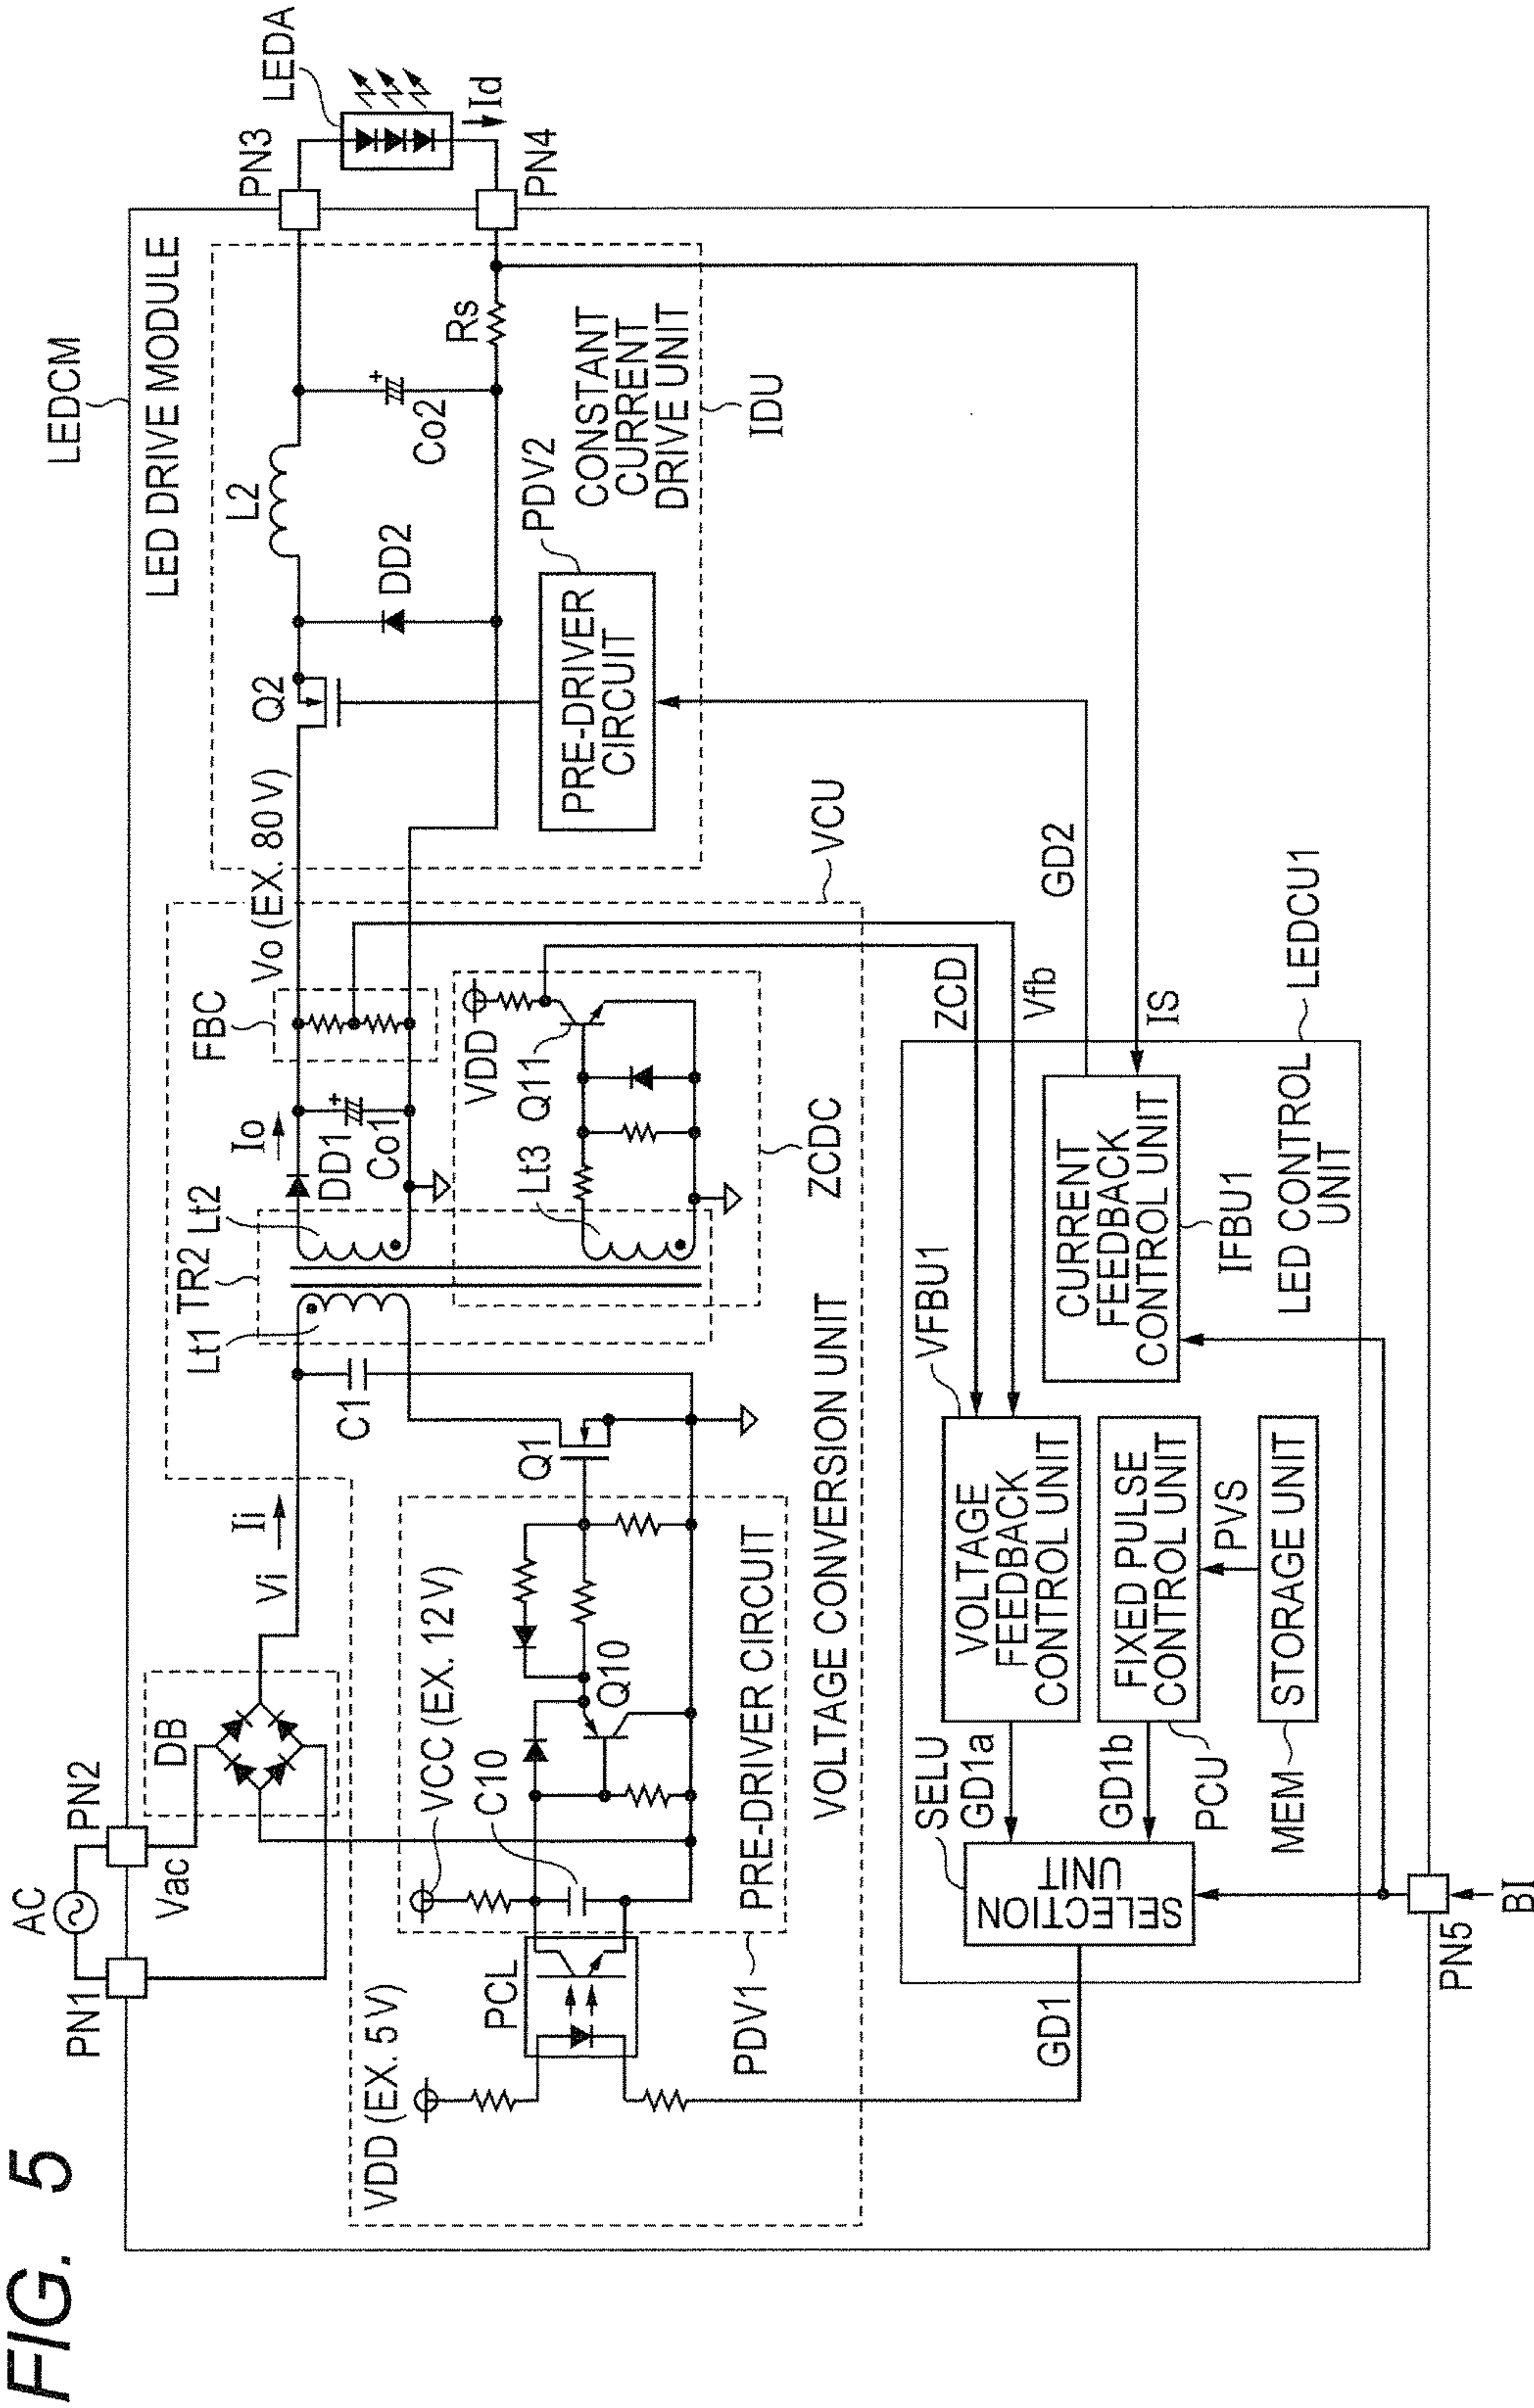 FIG. 5
LEDCM
LED DRIVE MODULE
AC
PN1
PN2
Vac
DB
Vi
Ii
Lt1
TR2
Lt2
Io
DD1
Co1
FBC
Vo (EX. 80 V)
Q2
L2
DD2
Co2
Rs
PN3
PN4
LEDA
Id
PDV2
PRE-DRIVER
CIRCUIT
CONSTANT
CURRENT
DRIVE UNIT
IDU
VDD (EX. 5 V)
PCL
VCC (EX. 12 V)
C10
Q10
Q1
C1
PRE-DRIVER CIRCUIT
PDV1
VOLTAGE CONVERSION UNIT
VCU
Lt3
Q11
VDD
ZCDC
ZCD
Vfb
GD2
IS
GD1
SELU
SELECTION
UNIT
GD1a
GD1b
VFBU1
VOLTAGE
FEEDBACK
CONTROL UNIT
FIXED PULSE
CONTROL UNIT
PCU
PVS
STORAGE UNIT
MEM
CURRENT
FEEDBACK
CONTROL UNIT
IFBU1
LED CONTROL
UNIT
LEDCU1
PN5
BI